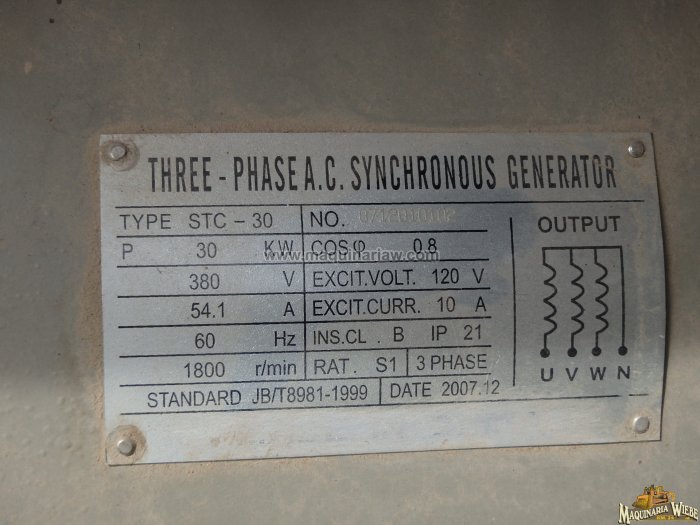 THREE - PHASE A.C. SYNCHRONOUS GENERATOR
TYPE STC - 30 NO.
P 30 KW COSφ 0.8
380 V EXCIT.VOLT. 120 V
54.1 A EXCIT.CURR. 10 A
60 Hz INS.CL . B IP 21
1800 r/min RAT. S1 3 PHASE
STANDARD JB/T8981-1999 DATE 2007.12
OUTPUT
U V W N
www.maquinariaw.com
MAQUINARIA WIEBE